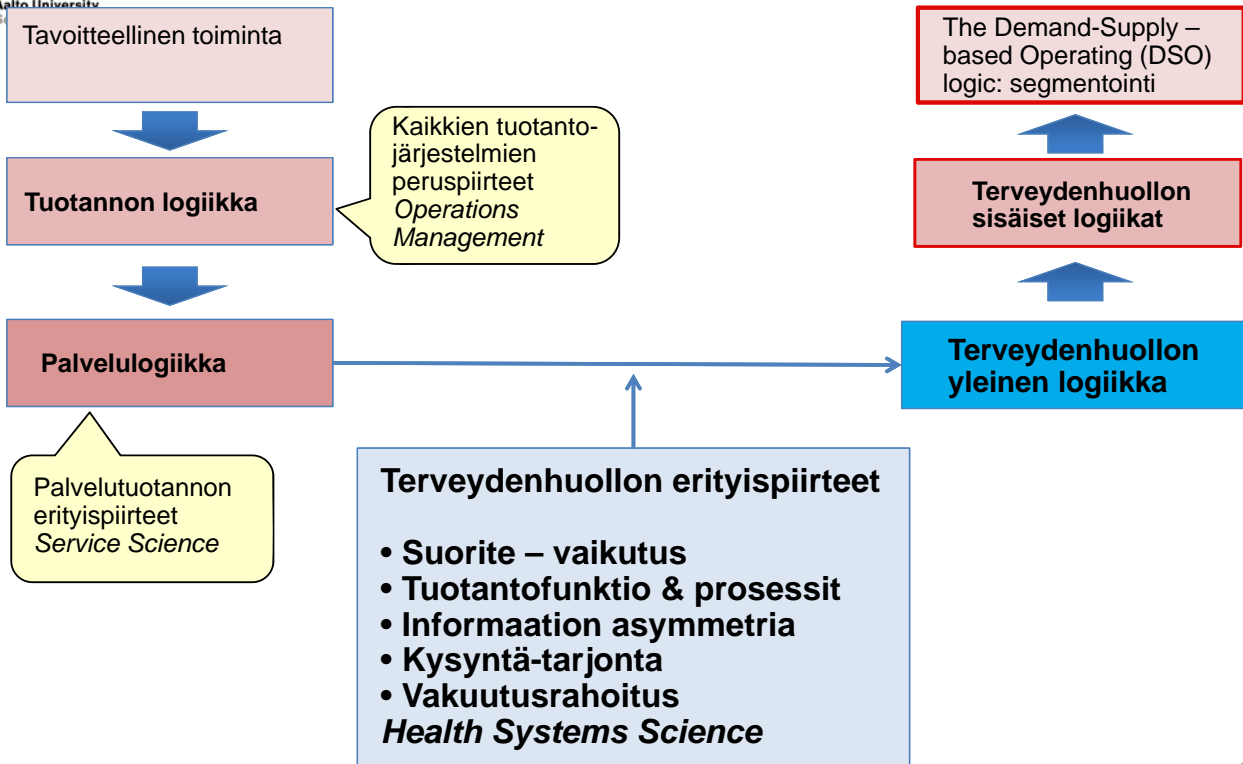 Aalto University
Tavoitteellinen toiminta
Tuotannon logiikka
Kaikkien tuotanto-
järjestelmien
peruspiirteet
Operations
Management
Palvelulogiikka
Palvelutuotannon
erityispiirteet
Service Science
Terveydenhuollon erityispiirteet
• Suorite – vaikutus
• Tuotantofunktio & prosessit
• Informaation asymmetria
• Kysyntä-tarjonta
• Vakuutusrahoitus
Health Systems Science
The Demand-Supply –
based Operating (DSO)
logic: segmentointi
Terveydenhuollon
sisäiset logiikat
Terveydenhuollon
yleinen logiikka